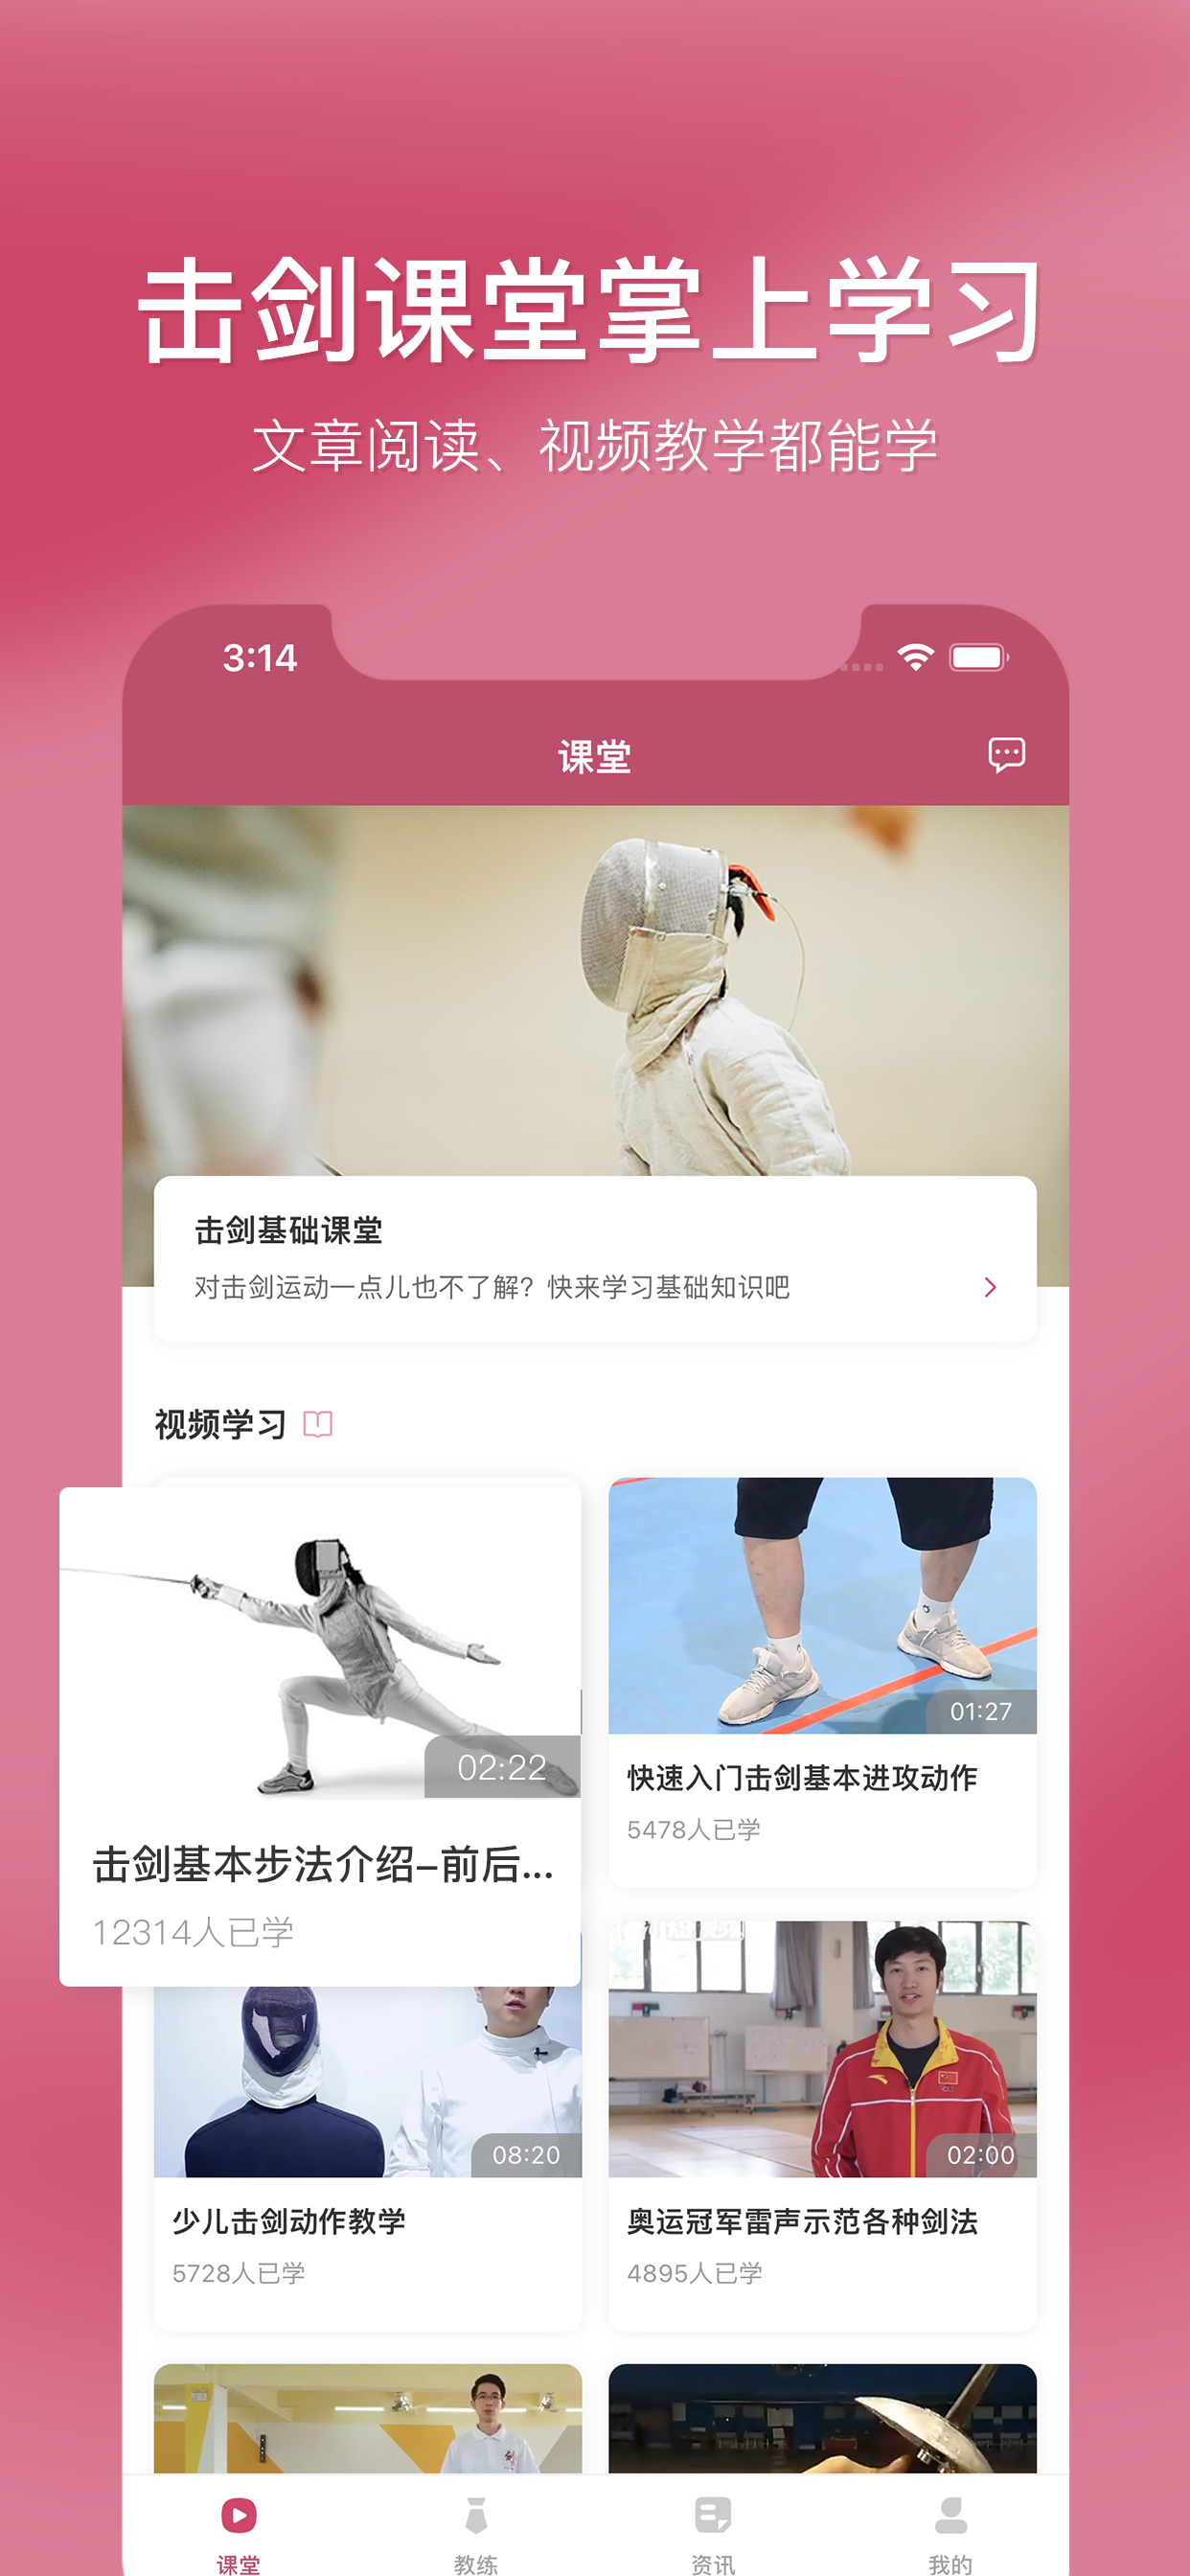 击剑课堂掌上学习
文章阅读、视频教学都能学
3:14
课堂
击剑基础课堂
对击剑运动一点儿也不了解？快来学习基础知识吧
视频学习
02:22
击剑基本步法介绍–前后...
12314人已学
01:27
快速入门击剑基本进攻动作
5478人已学
08:20
少儿击剑动作教学
5728人已学
02:00
奥运冠军雷声示范各种剑法
4895人已学
课堂
教练
资讯
我的